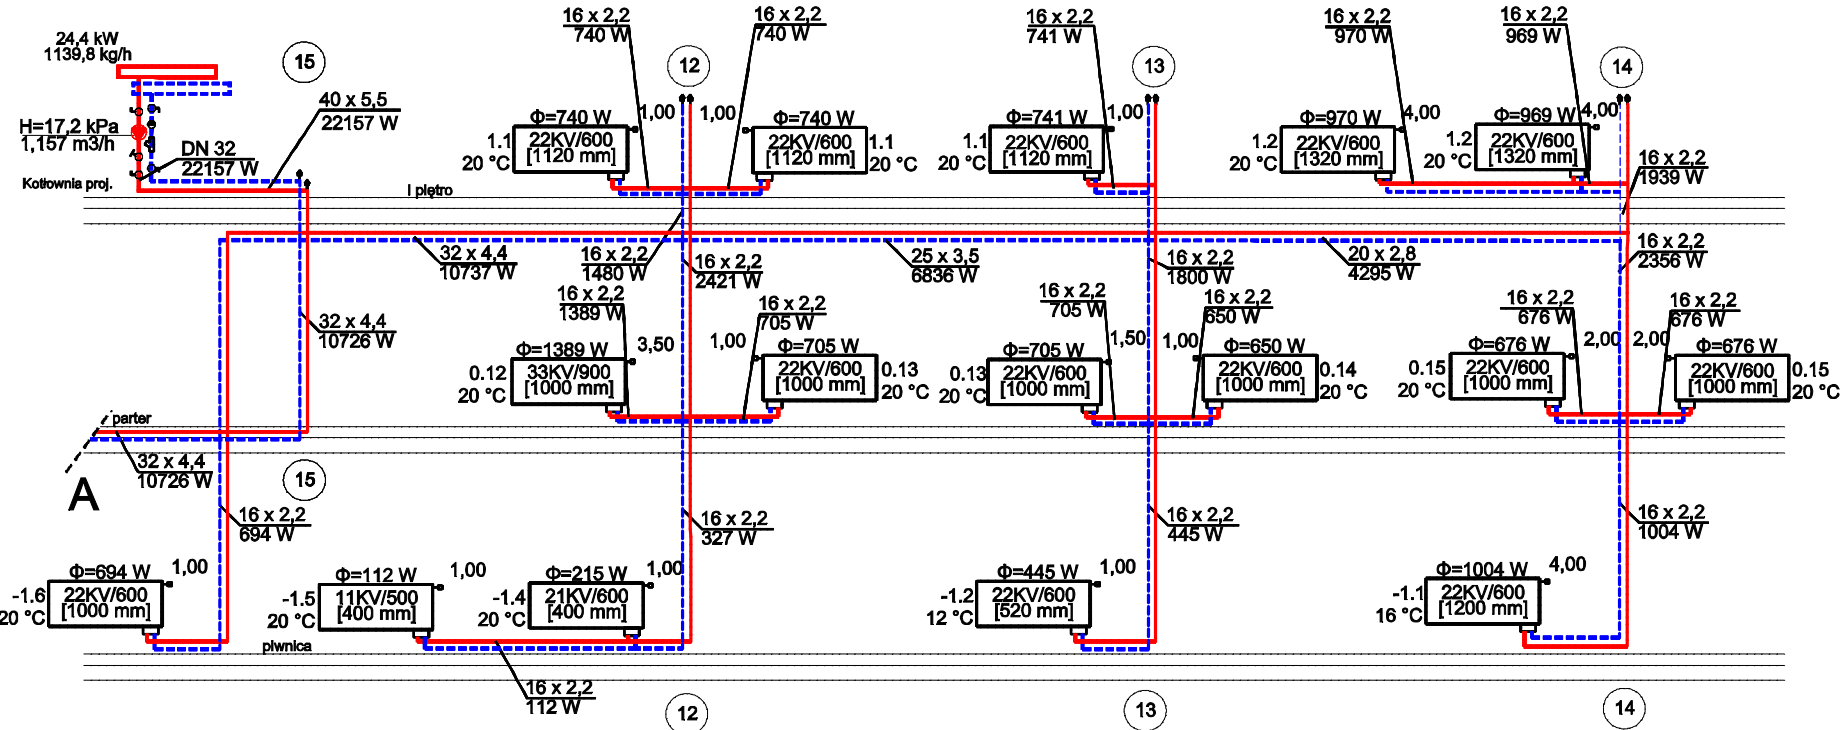 24,4 kW
1139,8 kg/h
15
16 x 2,2
740 W
16 x 2,2
740 W
12
16 x 2,2
741 W
13
16 x 2,2
970 W
16 x 2,2
969 W
14
H=17,2 kPa
1,157 m3/h
DN 32
22157 W
40 x 5,5
22157 W
Kotłownia proj.
Φ=740 W
1,00
22KV/600
[1120 mm]
1.1
20 °C
1,00
Φ=740 W
22KV/600
[1120 mm]
1.1
20 °C
Φ=741 W
1,00
22KV/600
[1120 mm]
1.1
20 °C
Φ=970 W
4,00
22KV/600
[1320 mm]
1.2
20 °C
Φ=969 W
4,00
22KV/600
[1320 mm]
1.2
20 °C
16 x 2,2
1939 W
I piętro
32 x 4,4
10737 W
16 x 2,2
1480 W
16 x 2,2
2421 W
25 x 3,5
6836 W
16 x 2,2
1800 W
20 x 2,8
4295 W
16 x 2,2
2356 W
32 x 4,4
10726 W
16 x 2,2
1389 W
16 x 2,2
705 W
16 x 2,2
705 W
16 x 2,2
650 W
16 x 2,2
676 W
16 x 2,2
676 W
Φ=1389 W
3,50
33KV/900
[1000 mm]
0.12
20 °C
1,00
Φ=705 W
22KV/600
[1000 mm]
0.13
20 °C
Φ=705 W
1,50
22KV/600
[1000 mm]
0.13
20 °C
1,00
Φ=650 W
22KV/600
[1000 mm]
0.14
20 °C
Φ=676 W
2,00
22KV/600
[1000 mm]
0.15
20 °C
2,00
Φ=676 W
22KV/600
[1000 mm]
0.15
20 °C
parter
32 x 4,4
10726 W
A
15
16 x 2,2
694 W
16 x 2,2
327 W
16 x 2,2
445 W
16 x 2,2
1004 W
Φ=694 W
1,00
22KV/600
[1000 mm]
-1.6
20 °C
Φ=112 W
1,00
11KV/500
[400 mm]
-1.5
20 °C
Φ=215 W
1,00
21KV/600
[400 mm]
-1.4
20 °C
Φ=445 W
1,00
22KV/600
[520 mm]
-1.2
12 °C
Φ=1004 W
4,00
22KV/600
[1200 mm]
-1.1
16 °C
piwnica
16 x 2,2
112 W
12
13
14